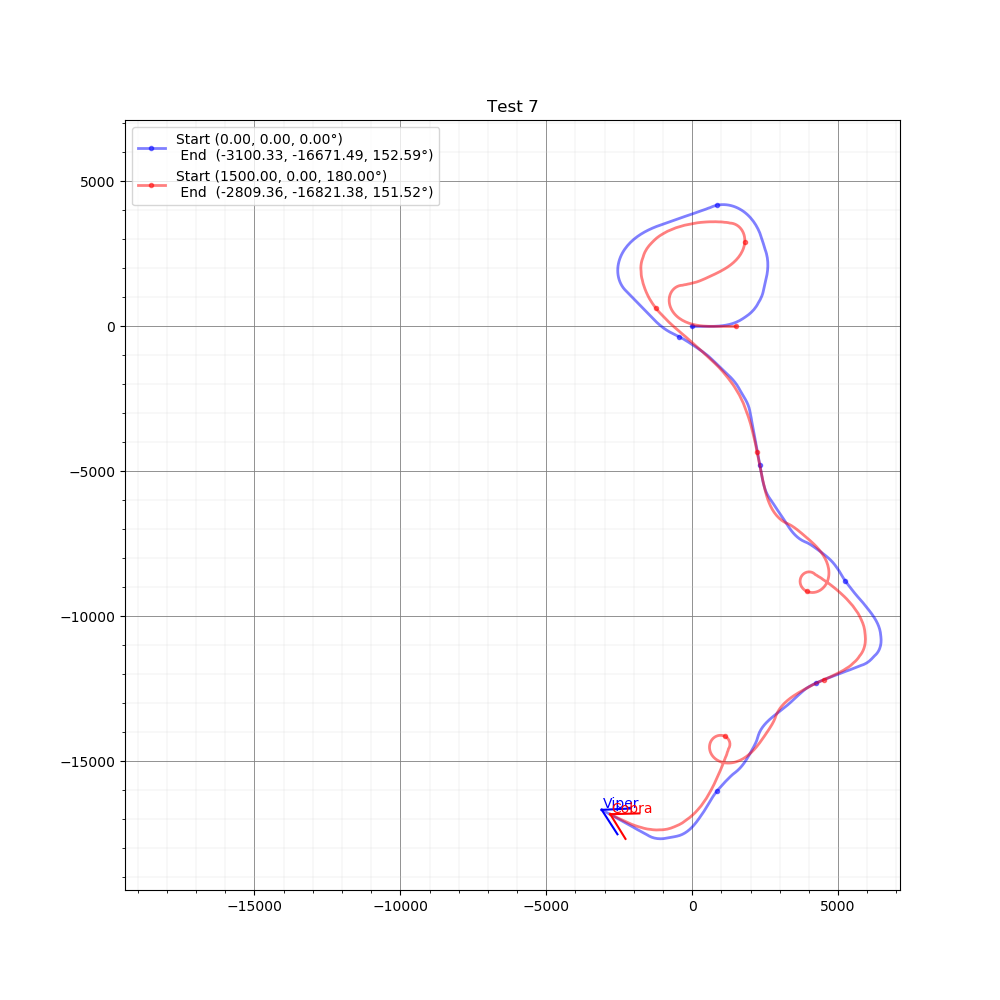 Test 7
Start (0.00, 0.00, 0.00°)
End (-3100.33, -16671.49, 152.59°)
Start (1500.00, 0.00, 180.00°)
End (-2809.36, -16821.38, 151.52°)
5000
0
−5000
−10000
−15000
Viper
Cobra
−15000 −10000 −5000 0 5000